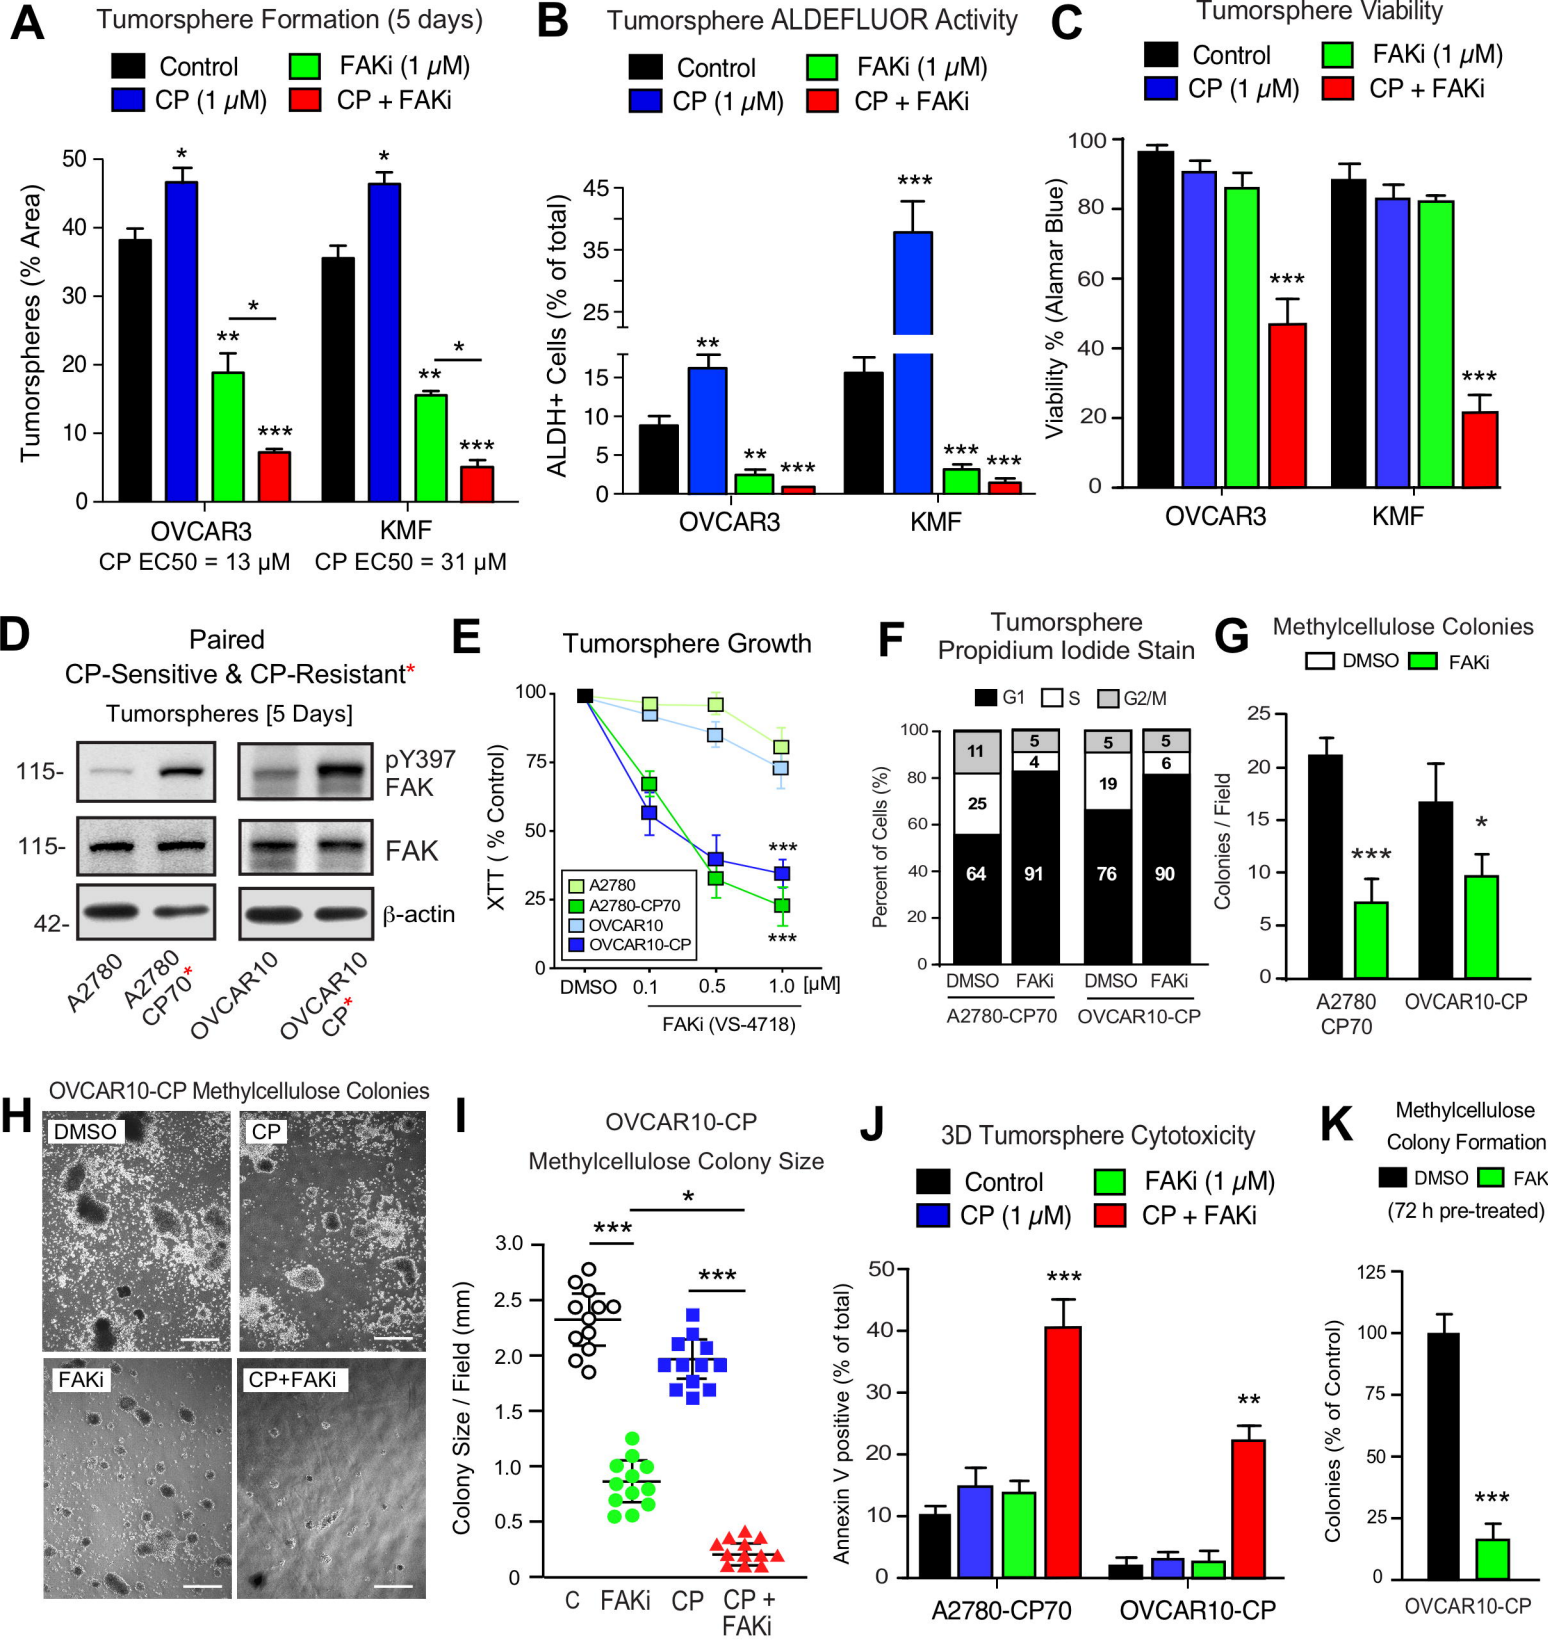 A
Tumorsphere Formation (5 days)
Control
FAKi (1 µM)
CP (1 µM)
CP + FAKi
Tumorspheres (% Area)
50
40
30
20
10
0
*
**
*
***
*
**
*
***
OVCAR3
KMF
CP EC50 = 13 µM
CP EC50 = 31 µM
B
Tumorsphere ALDEFLUOR Activity
Control
FAKi (1 µM)
CP (1 µM)
CP + FAKi
ALDH+ Cells (% of total)
45
35
25
15
10
5
0
**
**
***
***
***
***
OVCAR3
KMF
C
Tumorsphere Viability
Control
FAKi (1 µM)
CP (1 µM)
CP + FAKi
Viability % (Alamar Blue)
100
80
60
40
20
0
***
***
OVCAR3
KMF
D
Paired
CP-Sensitive & CP-Resistant*
Tumorspheres [5 Days]
115-
pY397
FAK
115-
FAK
42-
β-actin
A2780
A2780
CP70*
OVCAR10
OVCAR10
CP*
E
Tumorsphere Growth
XTT ( % Control)
100
75
50
25
0
***
***
A2780
A2780-CP70
OVCAR10
OVCAR10-CP
DMSO
0.1
0.5
1.0
[µM]
FAKi (VS-4718)
F
Tumorsphere
Propidium Iodide Stain
G1
S
G2/M
Percent of Cells (%)
100
80
60
40
20
0
11
25
64
5
4
91
5
19
76
5
6
90
DMSO
FAKi
DMSO
FAKi
A2780-CP70
OVCAR10-CP
G
Methylcellulose Colonies
DMSO
FAKi
Colonies / Field
25
20
15
10
5
0
***
*
A2780
CP70
OVCAR10-CP
H
OVCAR10-CP Methylcellulose Colonies
DMSO
CP
FAKi
CP+FAKi
I
OVCAR10-CP
Methylcellulose Colony Size
Colony Size / Field (mm)
3.0
2.5
2.0
1.5
1.0
0.5
0
***
*
***
C
FAKi
CP
CP +
FAKi
J
3D Tumorsphere Cytotoxicity
Control
FAKi (1 µM)
CP (1 µM)
CP + FAKi
Annexin V positive (% of total)
50
40
30
20
10
0
***
**
A2780-CP70
OVCAR10-CP
K
Methylcellulose
Colony Formation
DMSO
FAK
(72 h pre-treated)
Colonies (% of Control)
125
100
75
50
25
0
***
OVCAR10-CP